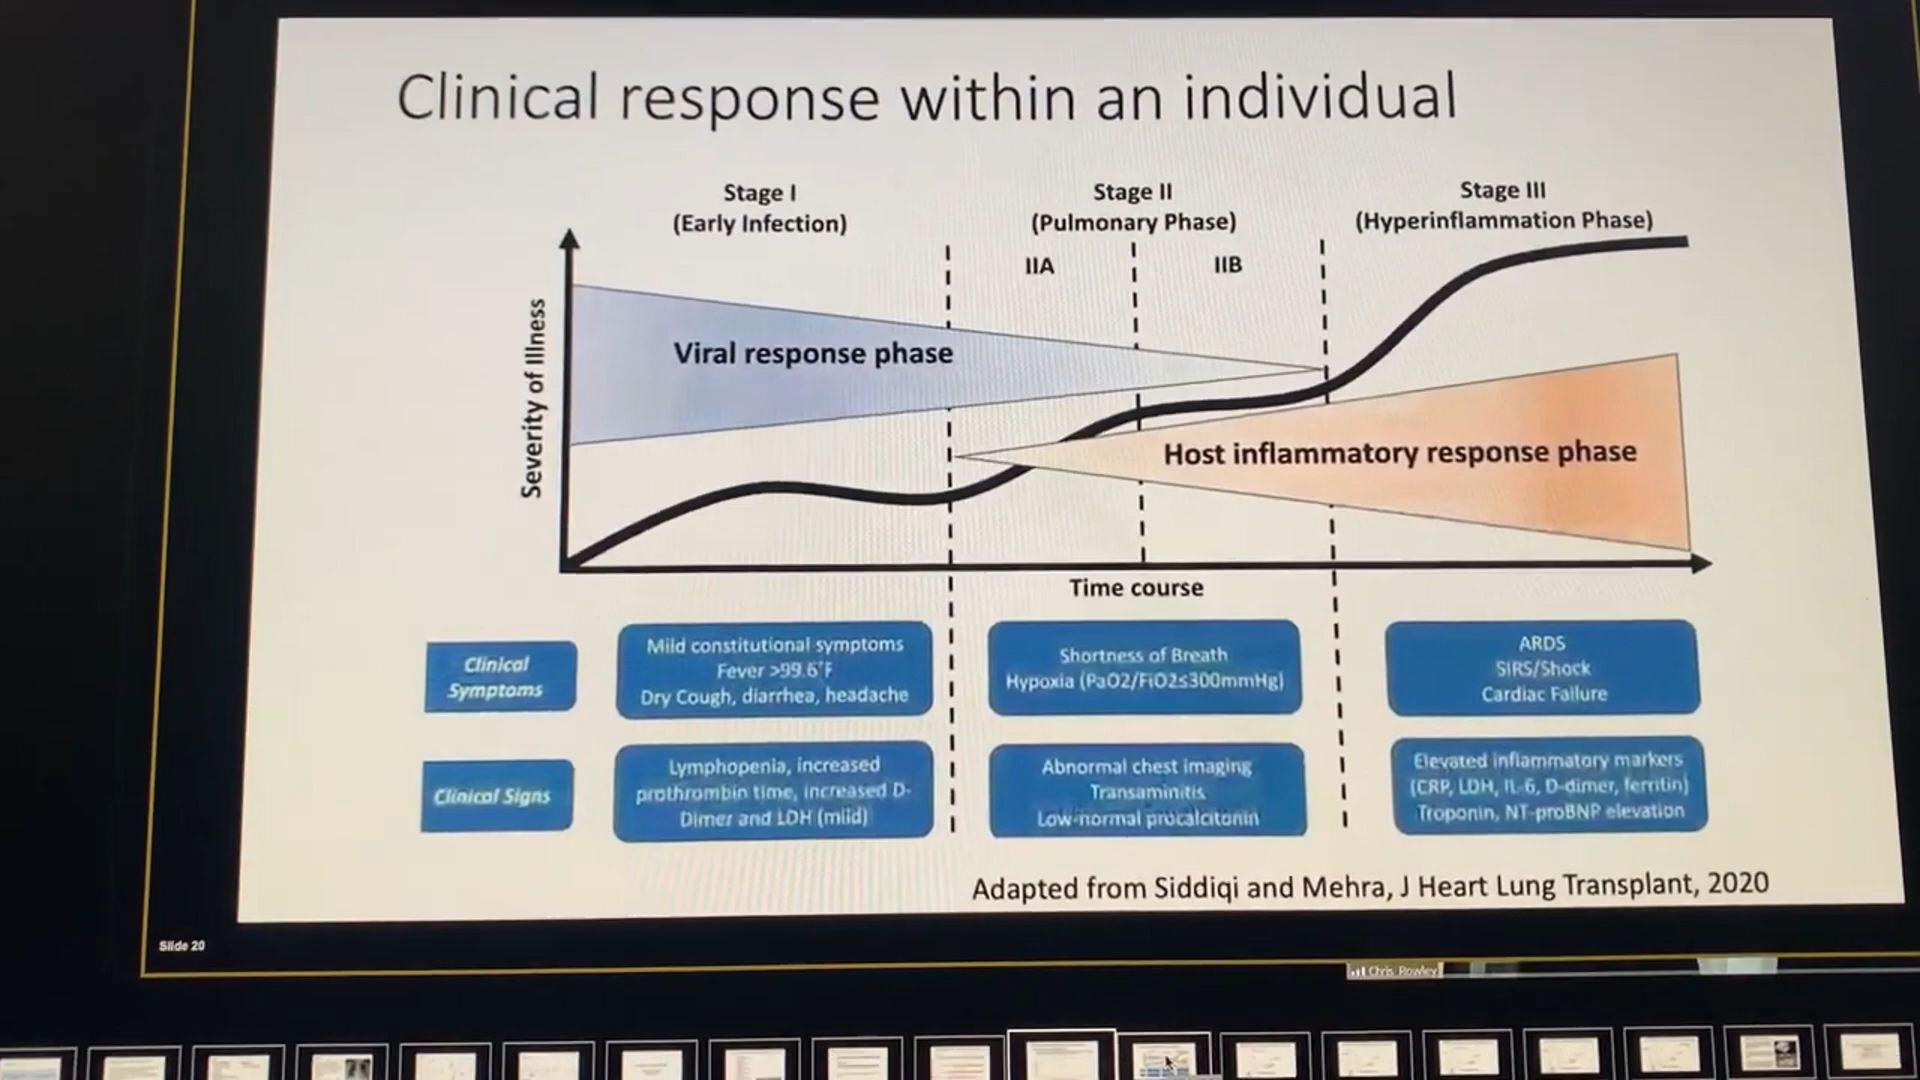 Clinical response within an individual
Stage I
(Early Infection)
Stage II
(Pulmonary Phase)
IIA
IIB
Stage III
(Hyperinflammation Phase)
Severity of Illness
Viral response phase
Host inflammatory response phase
Time course
Clinical
Symptoms
Mild constitutional symptoms
Fever >99.6°F
Dry Cough, diarrhea, headache
Shortness of Breath
Hypoxia (PaO2/FiO2≤300mmHg)
ARDS
SIRS/Shock
Cardiac Failure
Clinical Signs
Lymphopenia, increased
prothrombin time, increased D-
Dimer and LDH (mild)
Abnormal chest imaging
Transaminitis
Low-normal procalcitonin
Elevated inflammatory markers
(CRP, LDH, IL-6, D-dimer, ferritin)
Troponin, NT-proBNP elevation
Adapted from Siddiqi and Mehra, J Heart Lung Transplant, 2020
Slide 20
Chris Rowley